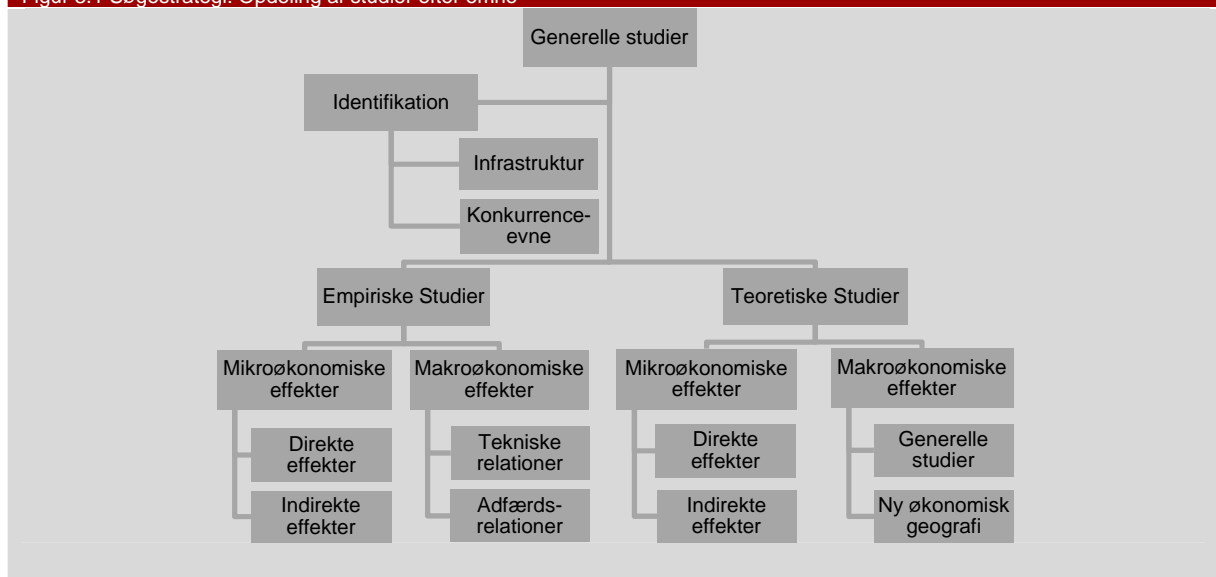 Generelle studier
Identifikation
Infrastruktur
Konkurrence-
evne
Empiriske Studier
Teoretiske Studier
Mikroøkonomiske
effekter
Makroøkonomiske
effekter
Mikroøkonomiske
effekter
Makroøkonomiske
effekter
Direkte
effekter
Tekniske
relationer
Direkte
effekter
Generelle
studier
Indirekte
effekter
Adfærds-
relationer
Indirekte
effekter
Ny økonomisk
geografi